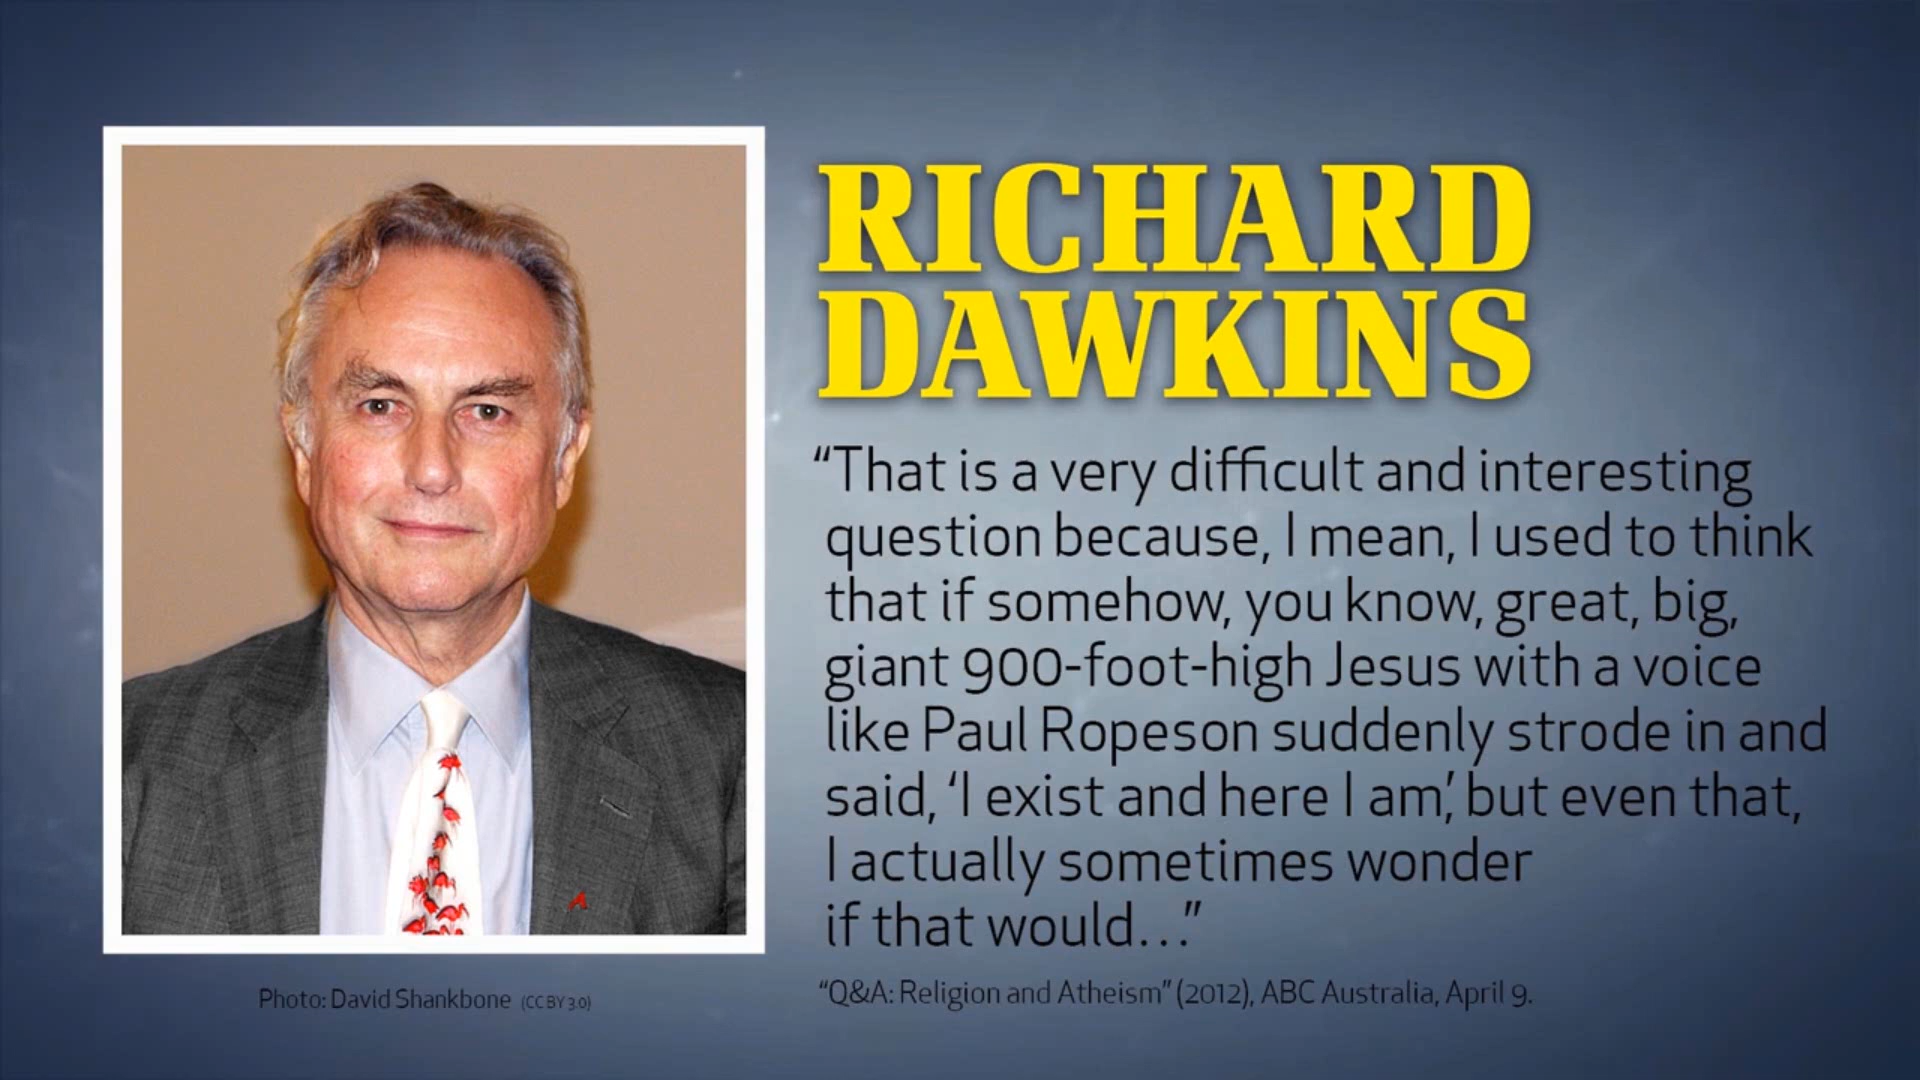 RICHARD
DAWKINS
“That is a very difficult and interesting
question because, I mean, I used to think
that if somehow, you know, great, big,
giant 900-foot-high Jesus with a voice
like Paul Ropeson suddenly strode in and
said, ‘I exist and here I am,’ but even that,
I actually sometimes wonder
if that would…”
“Q&A: Religion and Atheism” (2012), ABC Australia, April 9.
Photo: David Shankbone (CC BY 3.0)